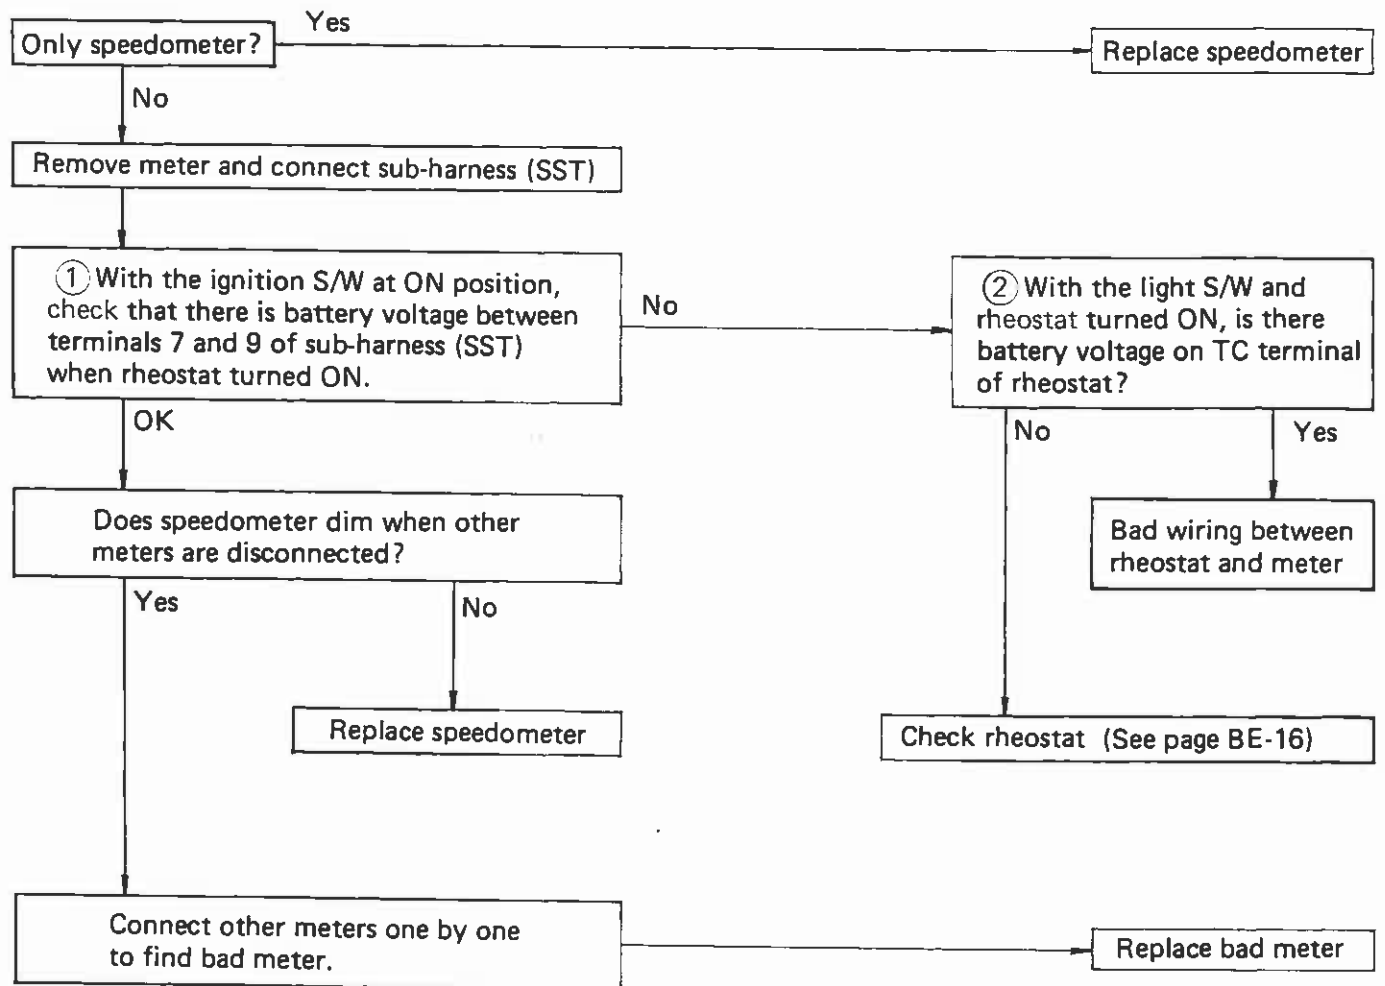 Only speedometer?
Yes
Replace speedometer
No
Remove meter and connect sub-harness (SST)
① With the ignition S/W at ON position,
check that there is battery voltage between
terminals 7 and 9 of sub-harness (SST)
when rheostat turned ON.
No
② With the light S/W and
rheostat turned ON, is there
battery voltage on TC terminal
of rheostat?
OK
No
Yes
Does speedometer dim when other
meters are disconnected?
Bad wiring between
rheostat and meter
Yes
No
Replace speedometer
Check rheostat (See page BE-16)
Connect other meters one by one
to find bad meter.
Replace bad meter